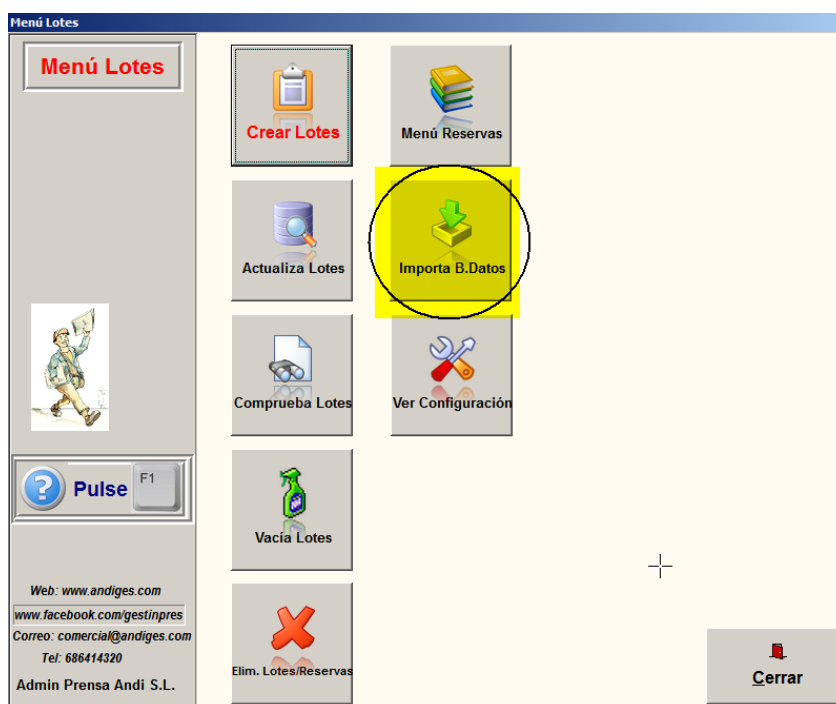 Menú Lotes
Menú Lotes
Crear Lotes
Menú Reservas
Actualiza Lotes
Importa B.Datos
Comprueba Lotes
Ver Configuración
Vacía Lotes
Elim. Lotes/Reservas
Pulse
F1
Web: www.andiges.com
www.facebook.com/gestinpres
Correo: comercial@andiges.com
Tel: 686414320
Admin Prensa Andi S.L.
Cerrar